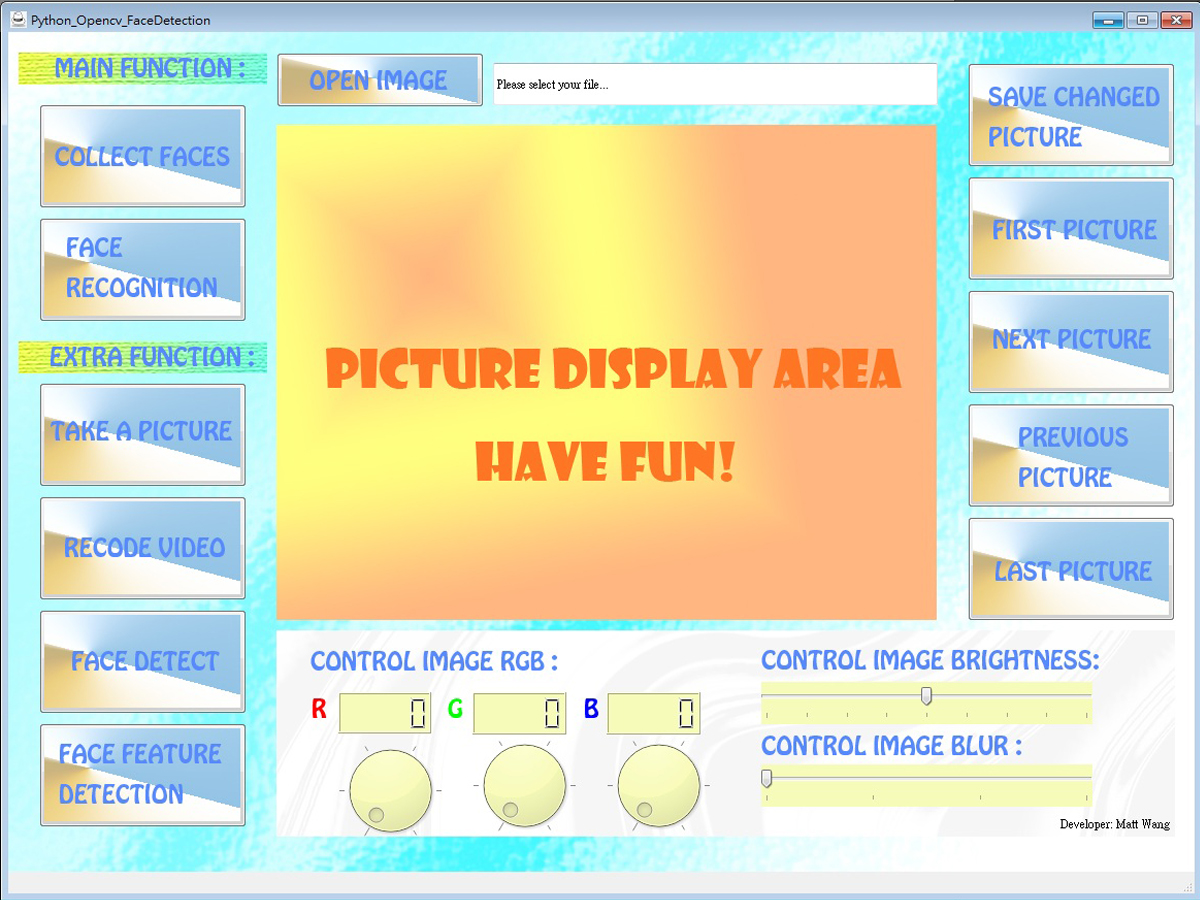 Python_Opencv_FaceDetection
MAIN FUNCTION :
COLLECT FACES
FACE
RECOGNITION
EXTRA FUNCTION :
TAKE A PICTURE
RECODE VIDEO
FACE DETECT
FACE FEATURE
DETECTION
OPEN IMAGE
Please select your file...
PICTURE DISPLAY AREA
HAVE FUN!
CONTROL IMAGE RGB :
R 0 G 0 B 0
CONTROL IMAGE BRIGHTNESS:
CONTROL IMAGE BLUR :
Developer: Matt Wang
SAVE CHANGED
PICTURE
FIRST PICTURE
NEXT PICTURE
PREVIOUS
PICTURE
LAST PICTURE